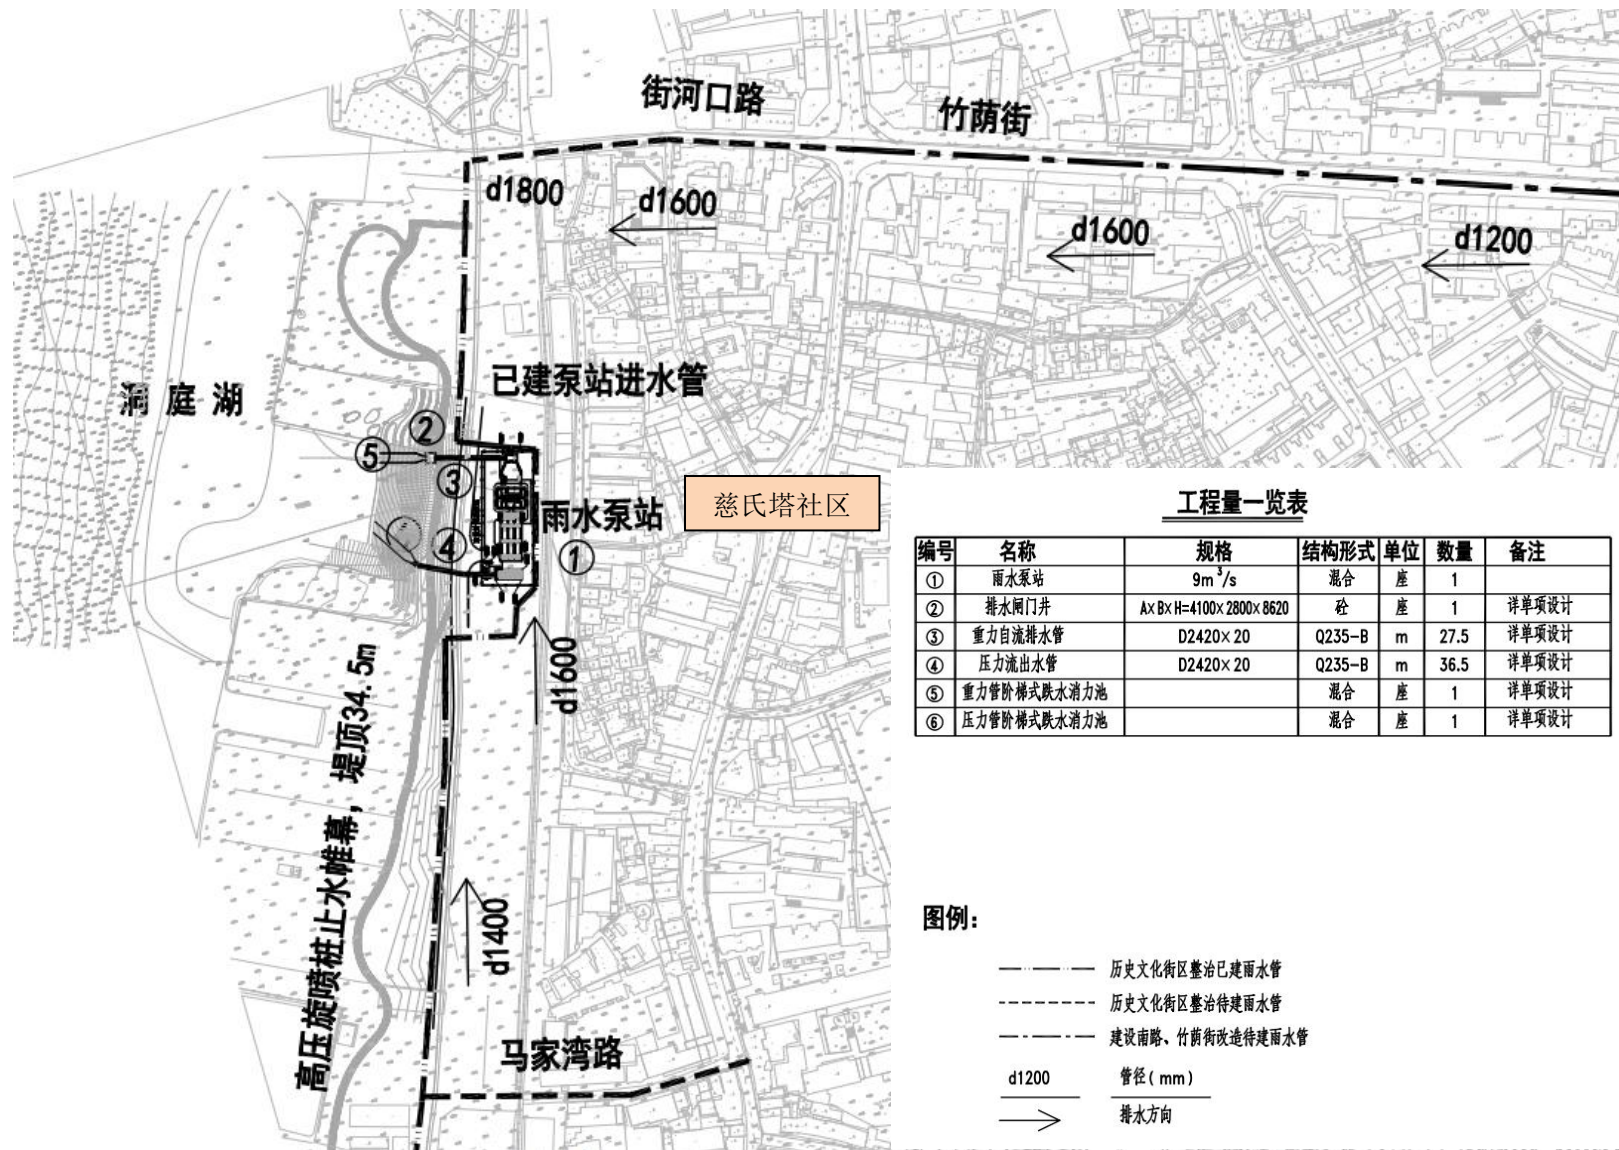 街河口路
竹荫街
d1800
d1600
d1600
d1200
洞庭湖
已建泵站进水管
②
⑤
③
④
雨水泵站
①
慈氏塔社区
d1600
高压旋喷桩止水帷幕，堤顶34.5m
d1400
马家湾路
工程量一览表
编号 名称 规格 结构形式 单位 数量 备注
① 雨水泵站 9m³/s 混合 座 1
② 排水闸门井 A×B×H=4100×2800×8620 砼 座 1 详单项设计
③ 重力自流排水管 D2420×20 Q235-B m 27.5 详单项设计
④ 压力流出水管 D2420×20 Q235-B m 36.5 详单项设计
⑤ 重力管阶梯式跌水消力池 混合 座 1 详单项设计
⑥ 压力管阶梯式跌水消力池 混合 座 1 详单项设计
图例：
历史文化街区整治已建雨水管
历史文化街区整治待建雨水管
建设南路、竹荫街改造待建雨水管
d1200 管径(mm)
排水方向